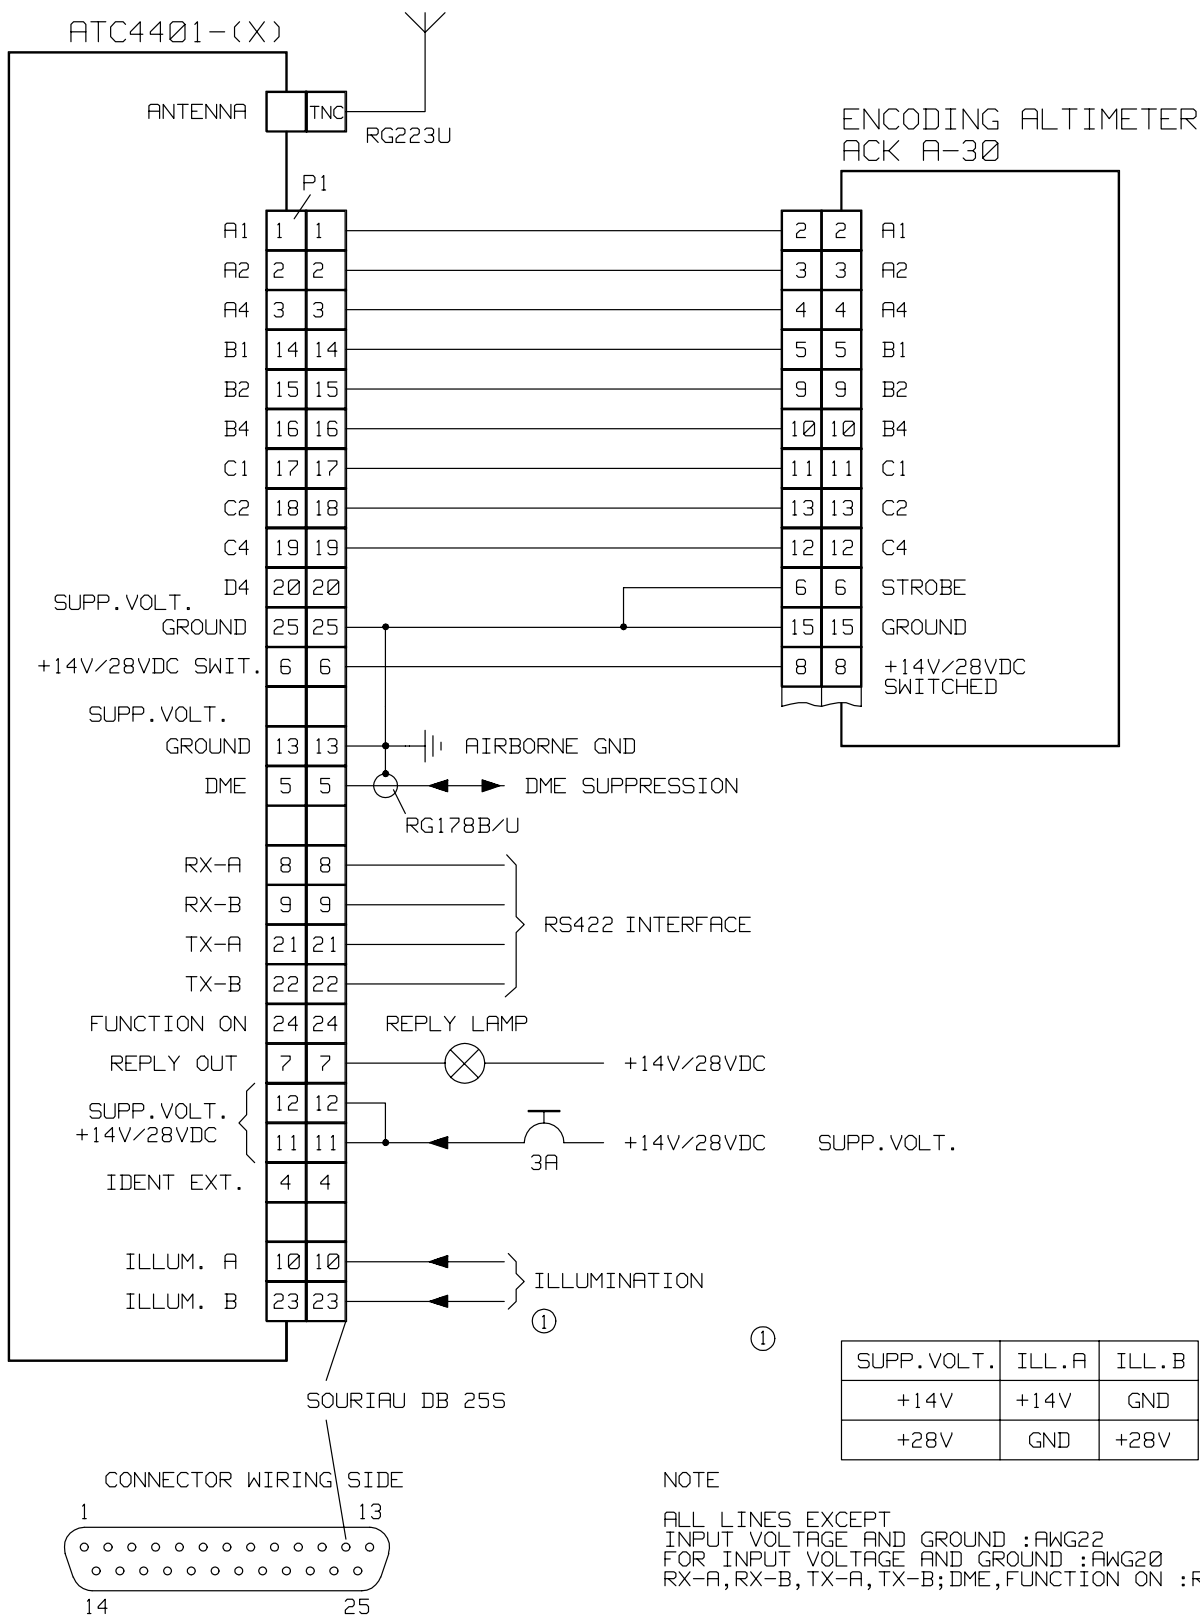 ATC4401-(X)
ANTENNA TNC
RG223U
ENCODING ALTIMETER
ACK A-30
P1
A1 1 1 2 2 A1
A2 2 2 3 3 A2
A4 3 3 4 4 A4
B1 14 14 5 5 B1
B2 15 15 9 9 B2
B4 16 16 10 10 B4
C1 17 17 11 11 C1
C2 18 18 13 13 C2
C4 19 19 12 12 C4
D4 20 20 6 6 STROBE
SUPP.VOLT.
GROUND 25 25 15 15 GROUND
+14V/28VDC SWIT. 6 6 8 8 +14V/28VDC
SWITCHED
SUPP.VOLT.
GROUND 13 13 AIRBORNE GND
DME 5 5 DME SUPPRESSION
RG178B/U
RX-A 8 8
RX-B 9 9
RS422 INTERFACE
TX-A 21 21
TX-B 22 22
FUNCTION ON 24 24 REPLY LAMP
REPLY OUT 7 7 +14V/28VDC
12 12
SUPP.VOLT.
+14V/28VDC
11 11 +14V/28VDC SUPP.VOLT.
3A
IDENT EXT. 4 4
ILLUM. A 10 10
ILLUMINATION
ILLUM. B 23 23
1
1
SUPP.VOLT. ILL.A ILL.B
+14V +14V GND
+28V GND +28V
SOURIAU DB 25S
CONNECTOR WIRING SIDE
1 13
14 25
NOTE
ALL LINES EXCEPT
INPUT VOLTAGE AND GROUND :AWG22
FOR INPUT VOLTAGE AND GROUND :AWG20
RX-A,RX-B,TX-A,TX-B;DME,FUNCTION ON :